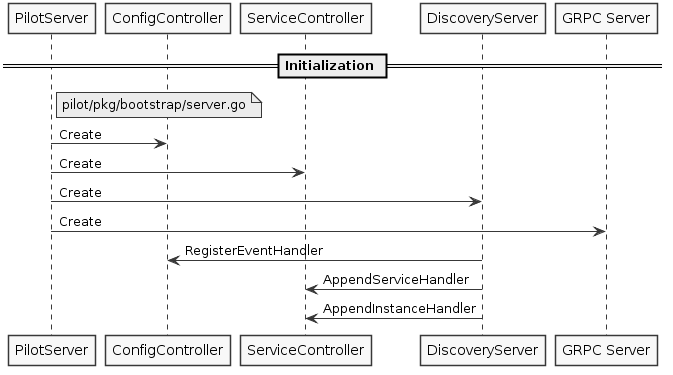 PilotServer ConfigController ServiceController DiscoveryServer GRPC Server
Initialization
pilot/pkg/bootstrap/server.go
Create
Create
Create
Create
RegisterEventHandler
AppendServiceHandler
AppendInstanceHandler
PilotServer ConfigController ServiceController DiscoveryServer GRPC Server